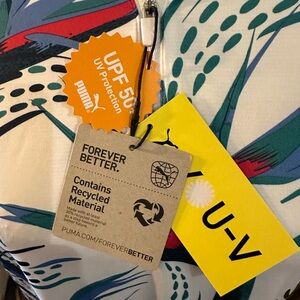 UPF 50
UV Protection
PUMA
FOREVER
BETTER.
Contains
Recycled
Material
PUMA.COM/FOREVERBETTER
U-V